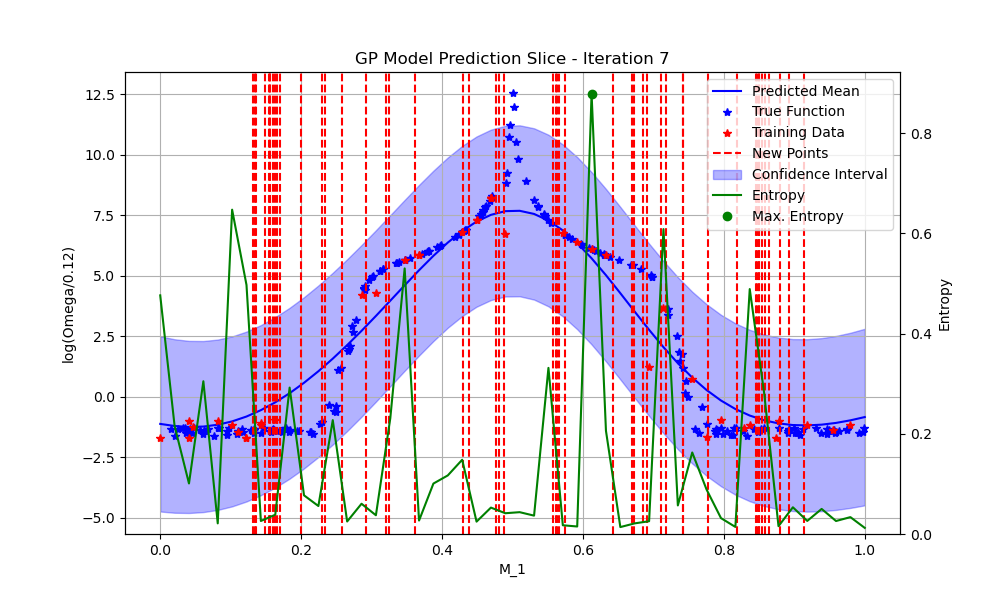 GP Model Prediction Slice - Iteration 7
12.5
10.0
7.5
5.0
2.5
0.0
−2.5
−5.0
log(Omega/0.12)
0.0
0.2
0.4
0.6
0.8
1.0
M_1
0.8
0.6
0.4
0.2
0.0
Entropy
Predicted Mean
True Function
Training Data
New Points
Confidence Interval
Entropy
Max. Entropy